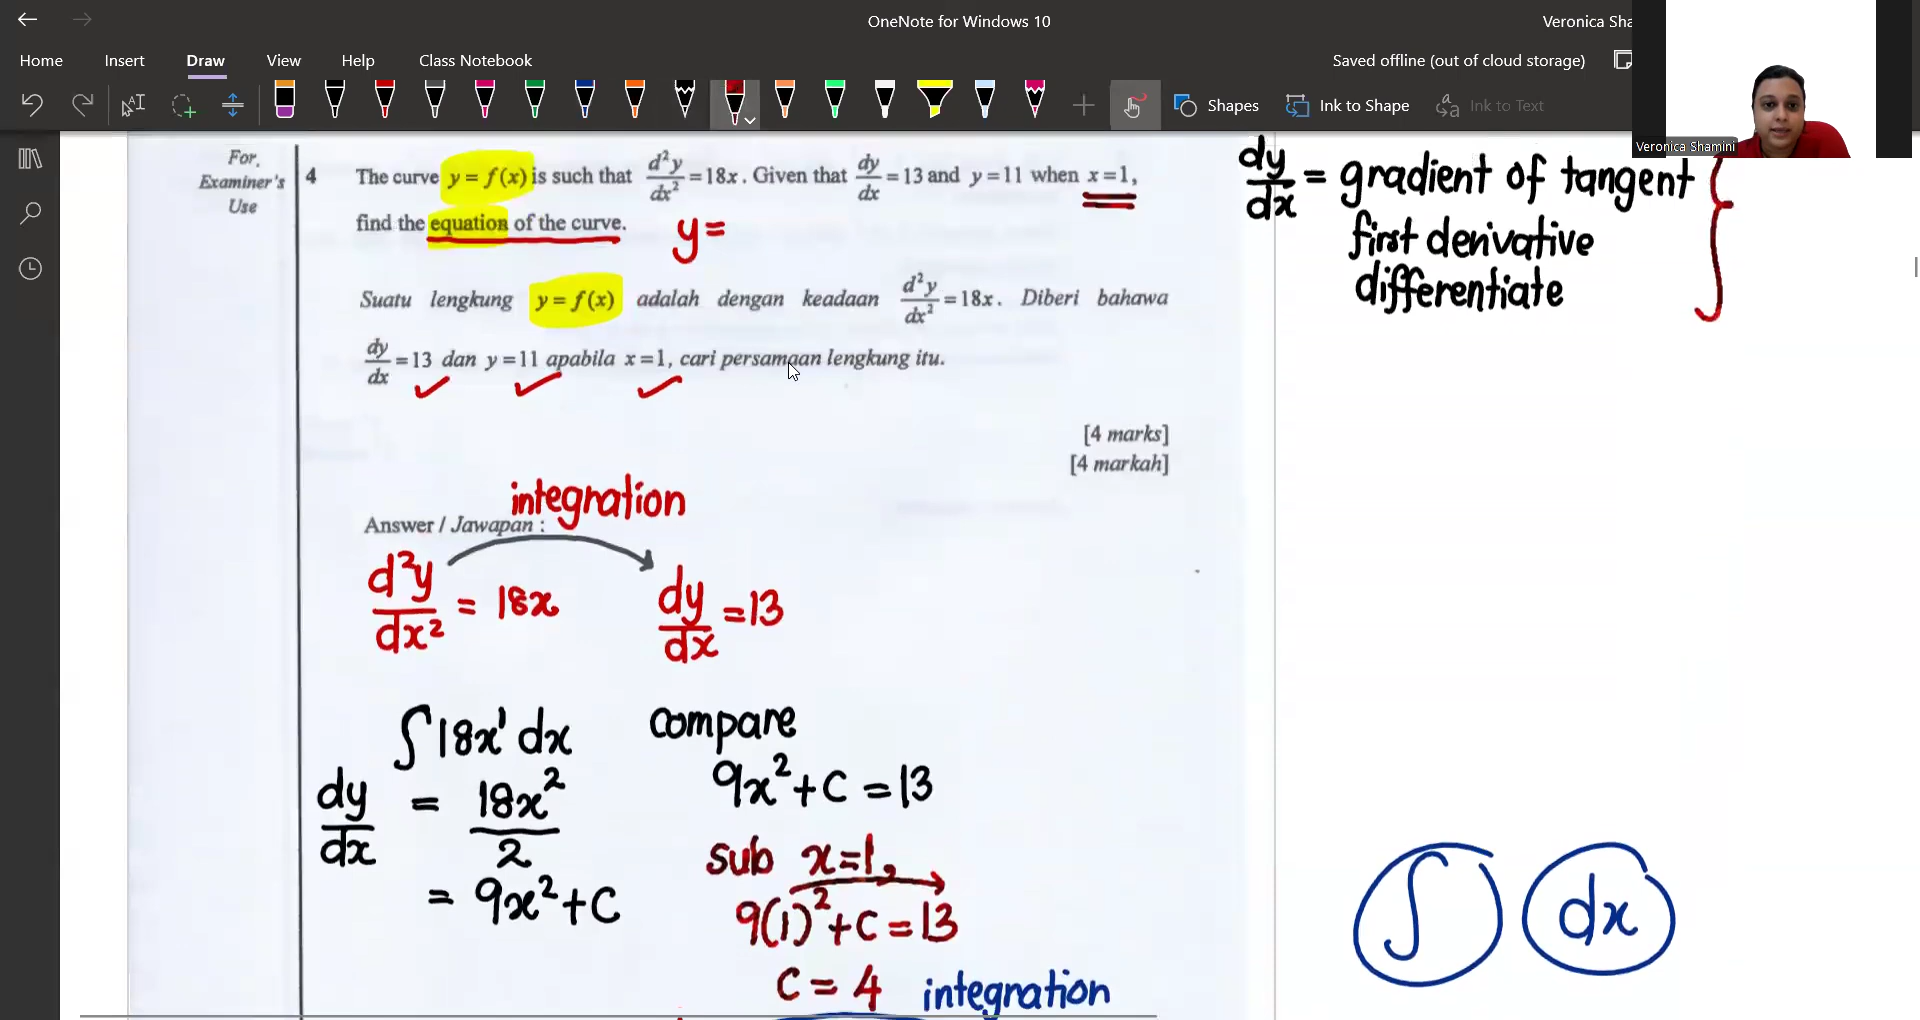 OneNote for Windows 10
Veronica Sha
Home Insert Draw View Help Class Notebook
Saved offline (out of cloud storage)
Shapes Ink to Shape Ink to Text
Veronica Shamini
For
Examiner's
Use
4 The curve y = f(x) is such that d²y/dx² = 18x. Given that dy/dx = 13 and y = 11 when x = 1,
find the equation of the curve. y =
Suatu lengkung y = f(x) adalah dengan keadaan d²y/dx² = 18x. Diberi bahawa
dy/dx = 13 dan y = 11 apabila x = 1, cari persamaan lengkung itu.
[4 marks]
[4 markah]
dy/dx = gradient of tangent
first derivative
differentiate
integration
Answer / Jawapan :
d²y/dx² = 18x dy/dx = 13
∫18x¹ dx
dy/dx = 18x²/2
= 9x² + C
compare
9x² + C = 13
sub x = 1,
9(1)² + C = 13
C = 4 integration
∫ dx